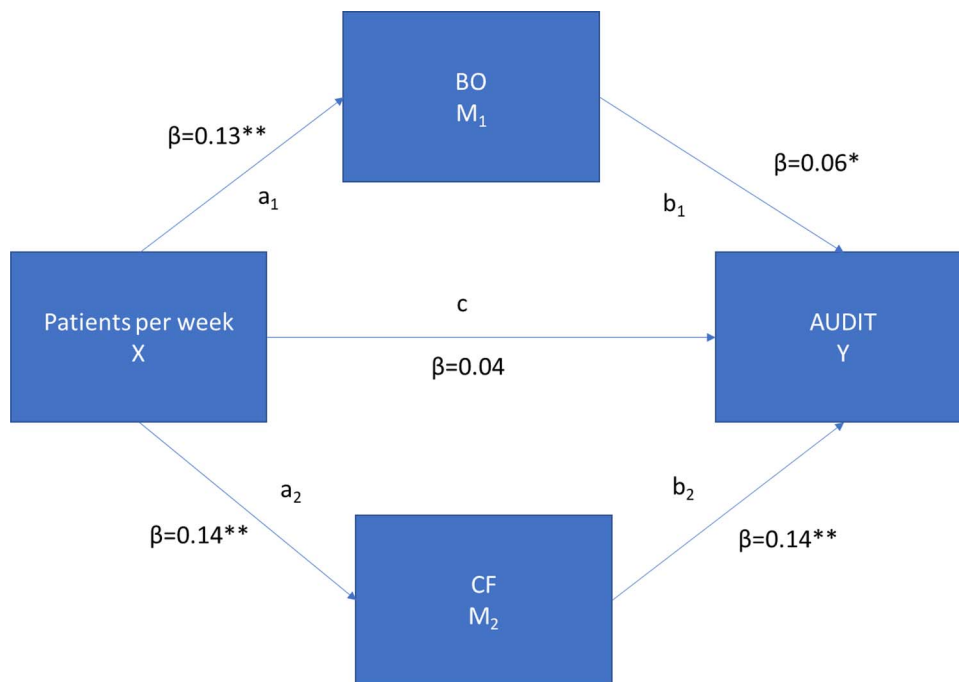 BO
M₁
β=0.13**
β=0.06*
a₁
b₁
Patients per week
X
c
β=0.04
AUDIT
Y
a₂
b₂
β=0.14**
β=0.14**
CF
M₂